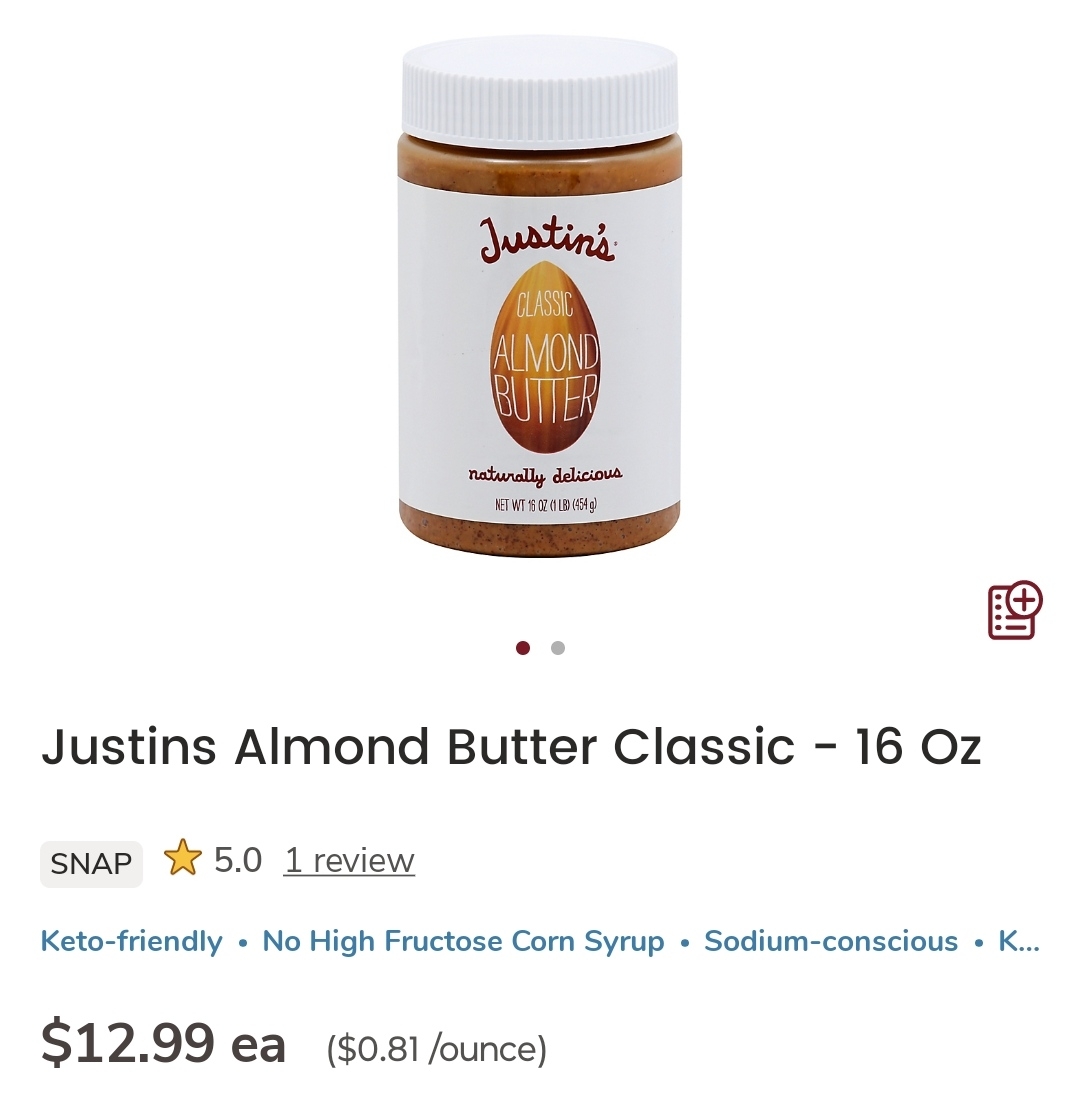 Justin's
CLASSIC
ALMOND
BUTTER
naturally delicious
NET WT 16 OZ (1 LB) (454 g)
Justins Almond Butter Classic - 16 Oz
SNAP 5.0 1 review
Keto-friendly • No High Fructose Corn Syrup • Sodium-conscious • K...
$12.99 ea ($0.81 /ounce)